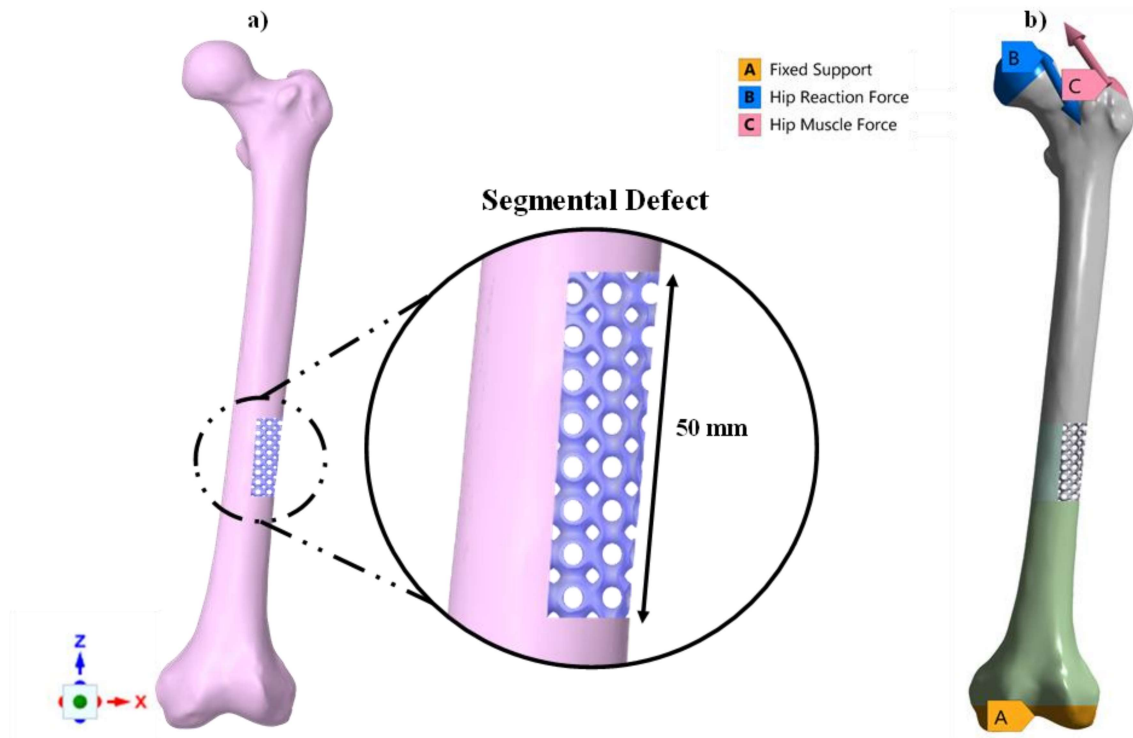 a)
b)
A Fixed Support
B Hip Reaction Force
C Hip Muscle Force
B
C
Segmental Defect
50 mm
Z
X
A